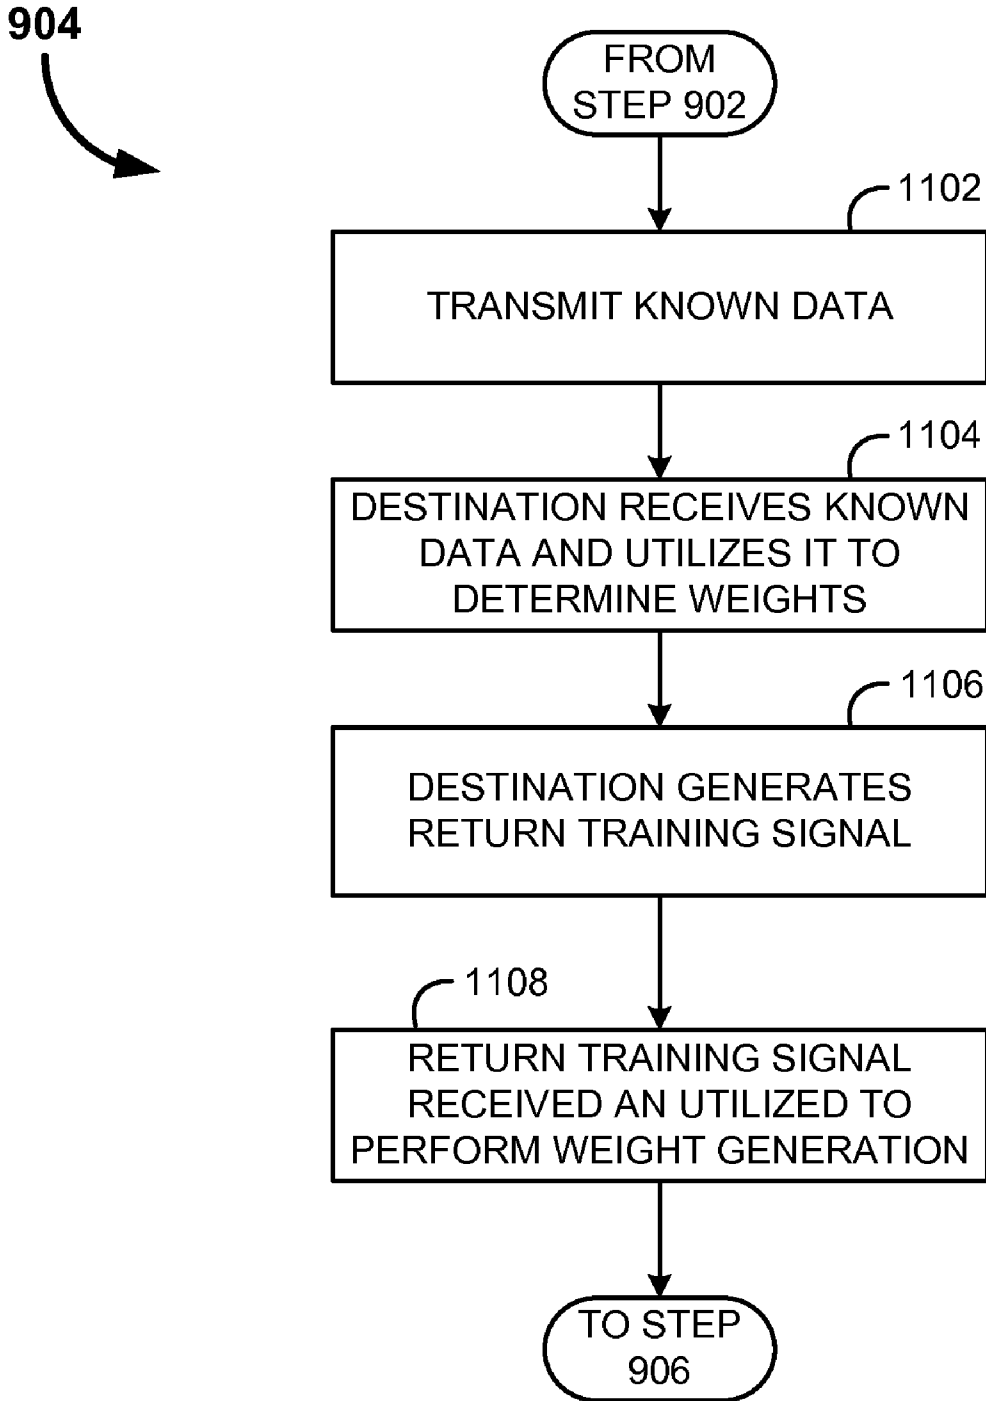 904
FROM
STEP 902
1102
TRANSMIT KNOWN DATA
1104
DESTINATION RECEIVES KNOWN
DATA AND UTILIZES IT TO
DETERMINE WEIGHTS
1106
DESTINATION GENERATES
RETURN TRAINING SIGNAL
1108
RETURN TRAINING SIGNAL
RECEIVED AN UTILIZED TO
PERFORM WEIGHT GENERATION
TO STEP
906